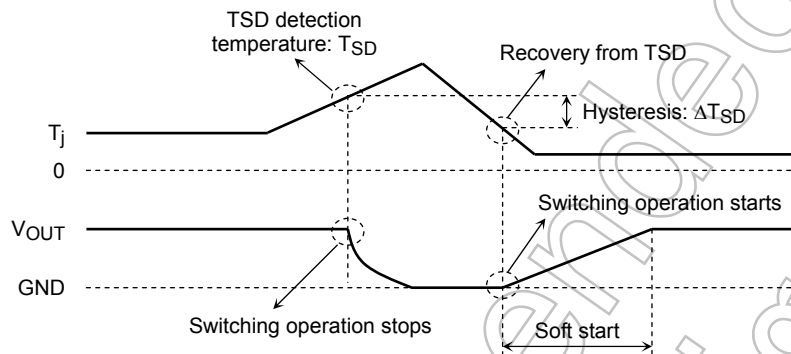 TSD detection
temperature: TSD
Recovery from TSD
Hysteresis: ΔTSD
Tj
0
Switching operation starts
VOUT
GND
Switching operation stops
Soft start